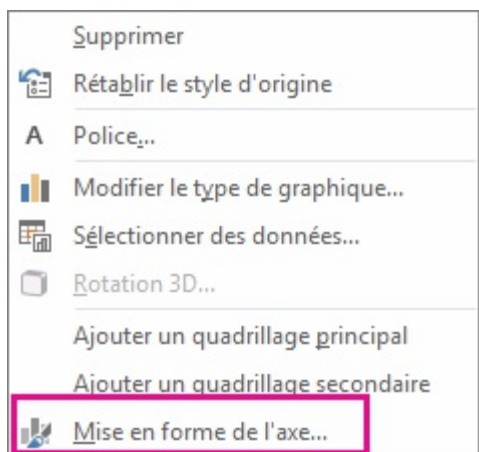 Supprimer
Rétablir le style d'origine
A Police...
Modifier le type de graphique...
Sélectionner des données...
Rotation 3D...
Ajouter un quadrillage principal
Ajouter un quadrillage secondaire
Mise en forme de l'axe...